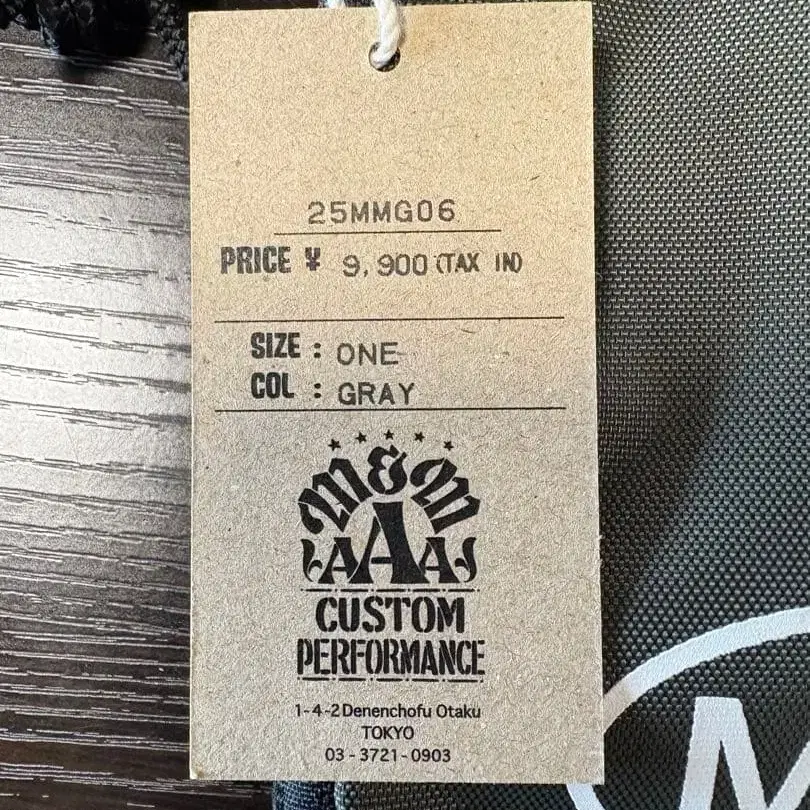 25MMG06
PRICE ¥ 9,900 (TAX IN)
SIZE : ONE
COL : GRAY
M&M
AAA
CUSTOM
PERFORMANCE
1-4-2 Denenchofu Otaku
TOKYO
03-3721-0903
M